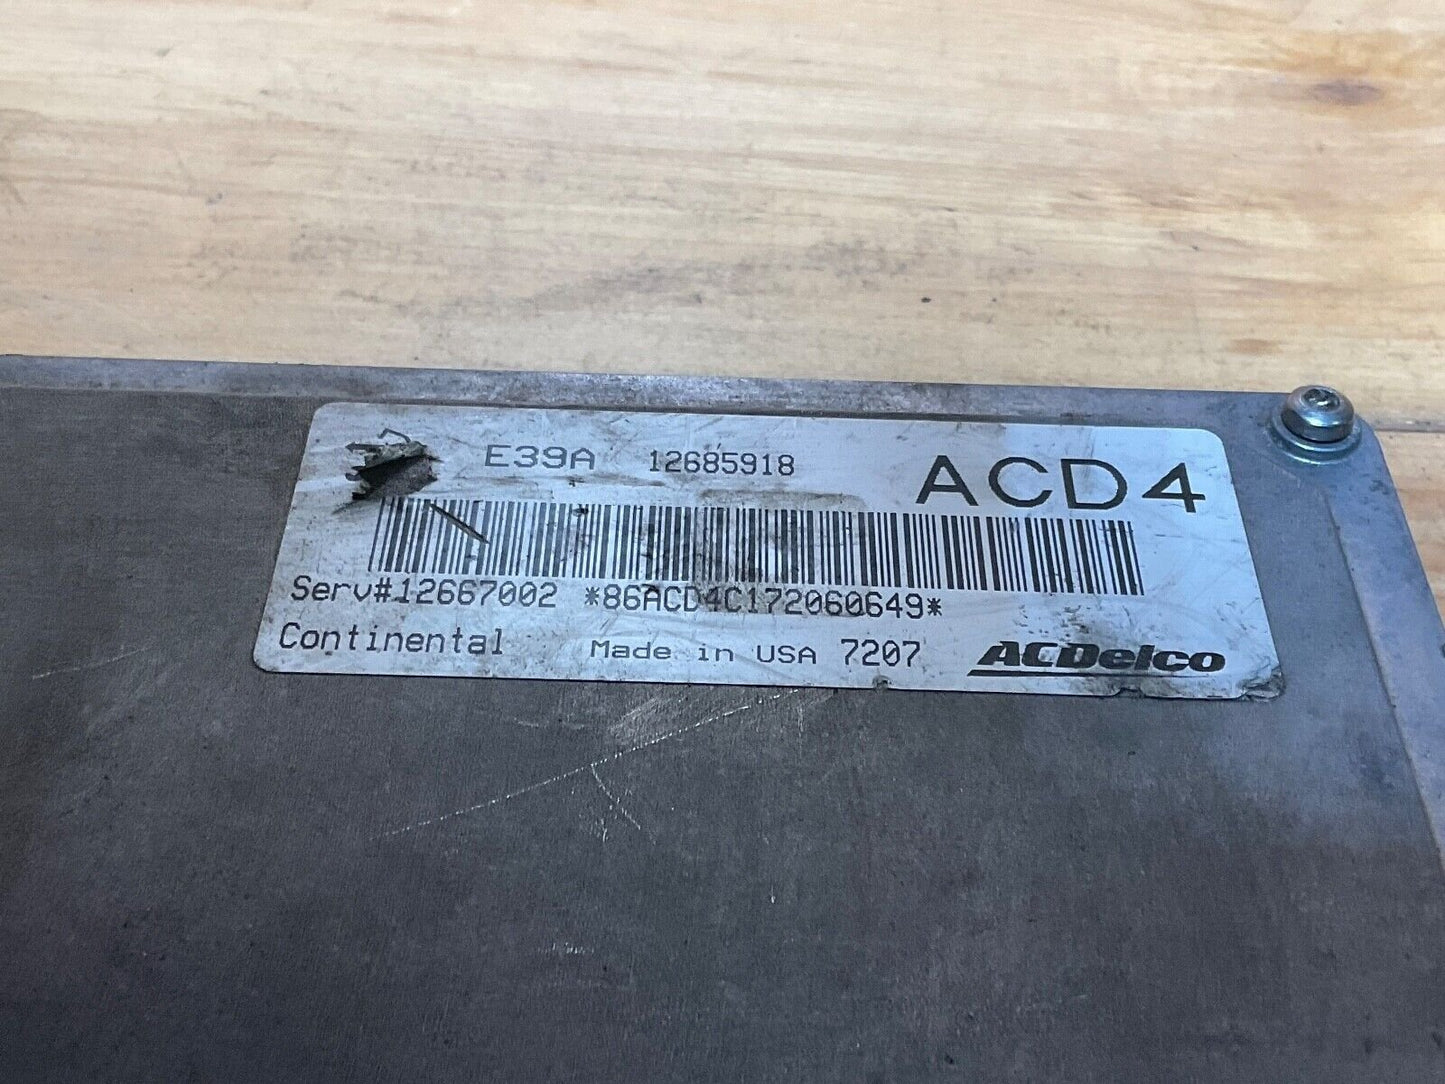 E39A 12685918 ACD4
Serv#12667002 *86ACD4C172060649*
Continental Made in USA 7207 ACDelco